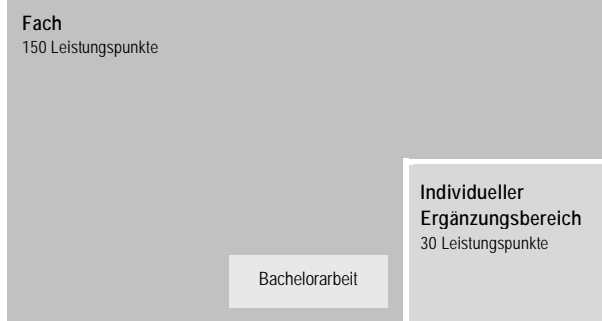 Fach
150 Leistungspunkte
Individueller
Ergänzungsbereich
30 Leistungspunkte
Bachelorarbeit